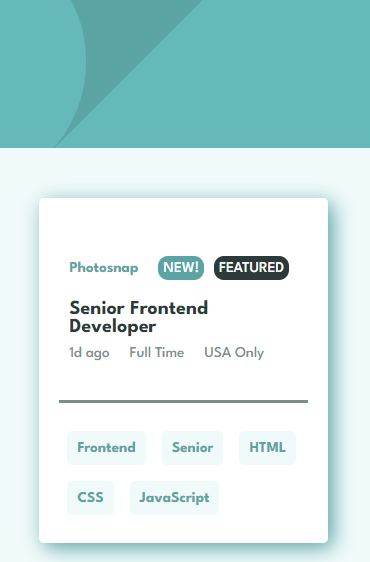 Photosnap NEW! FEATURED
Senior Frontend
Developer
1d ago Full Time USA Only
Frontend Senior HTML
CSS JavaScript